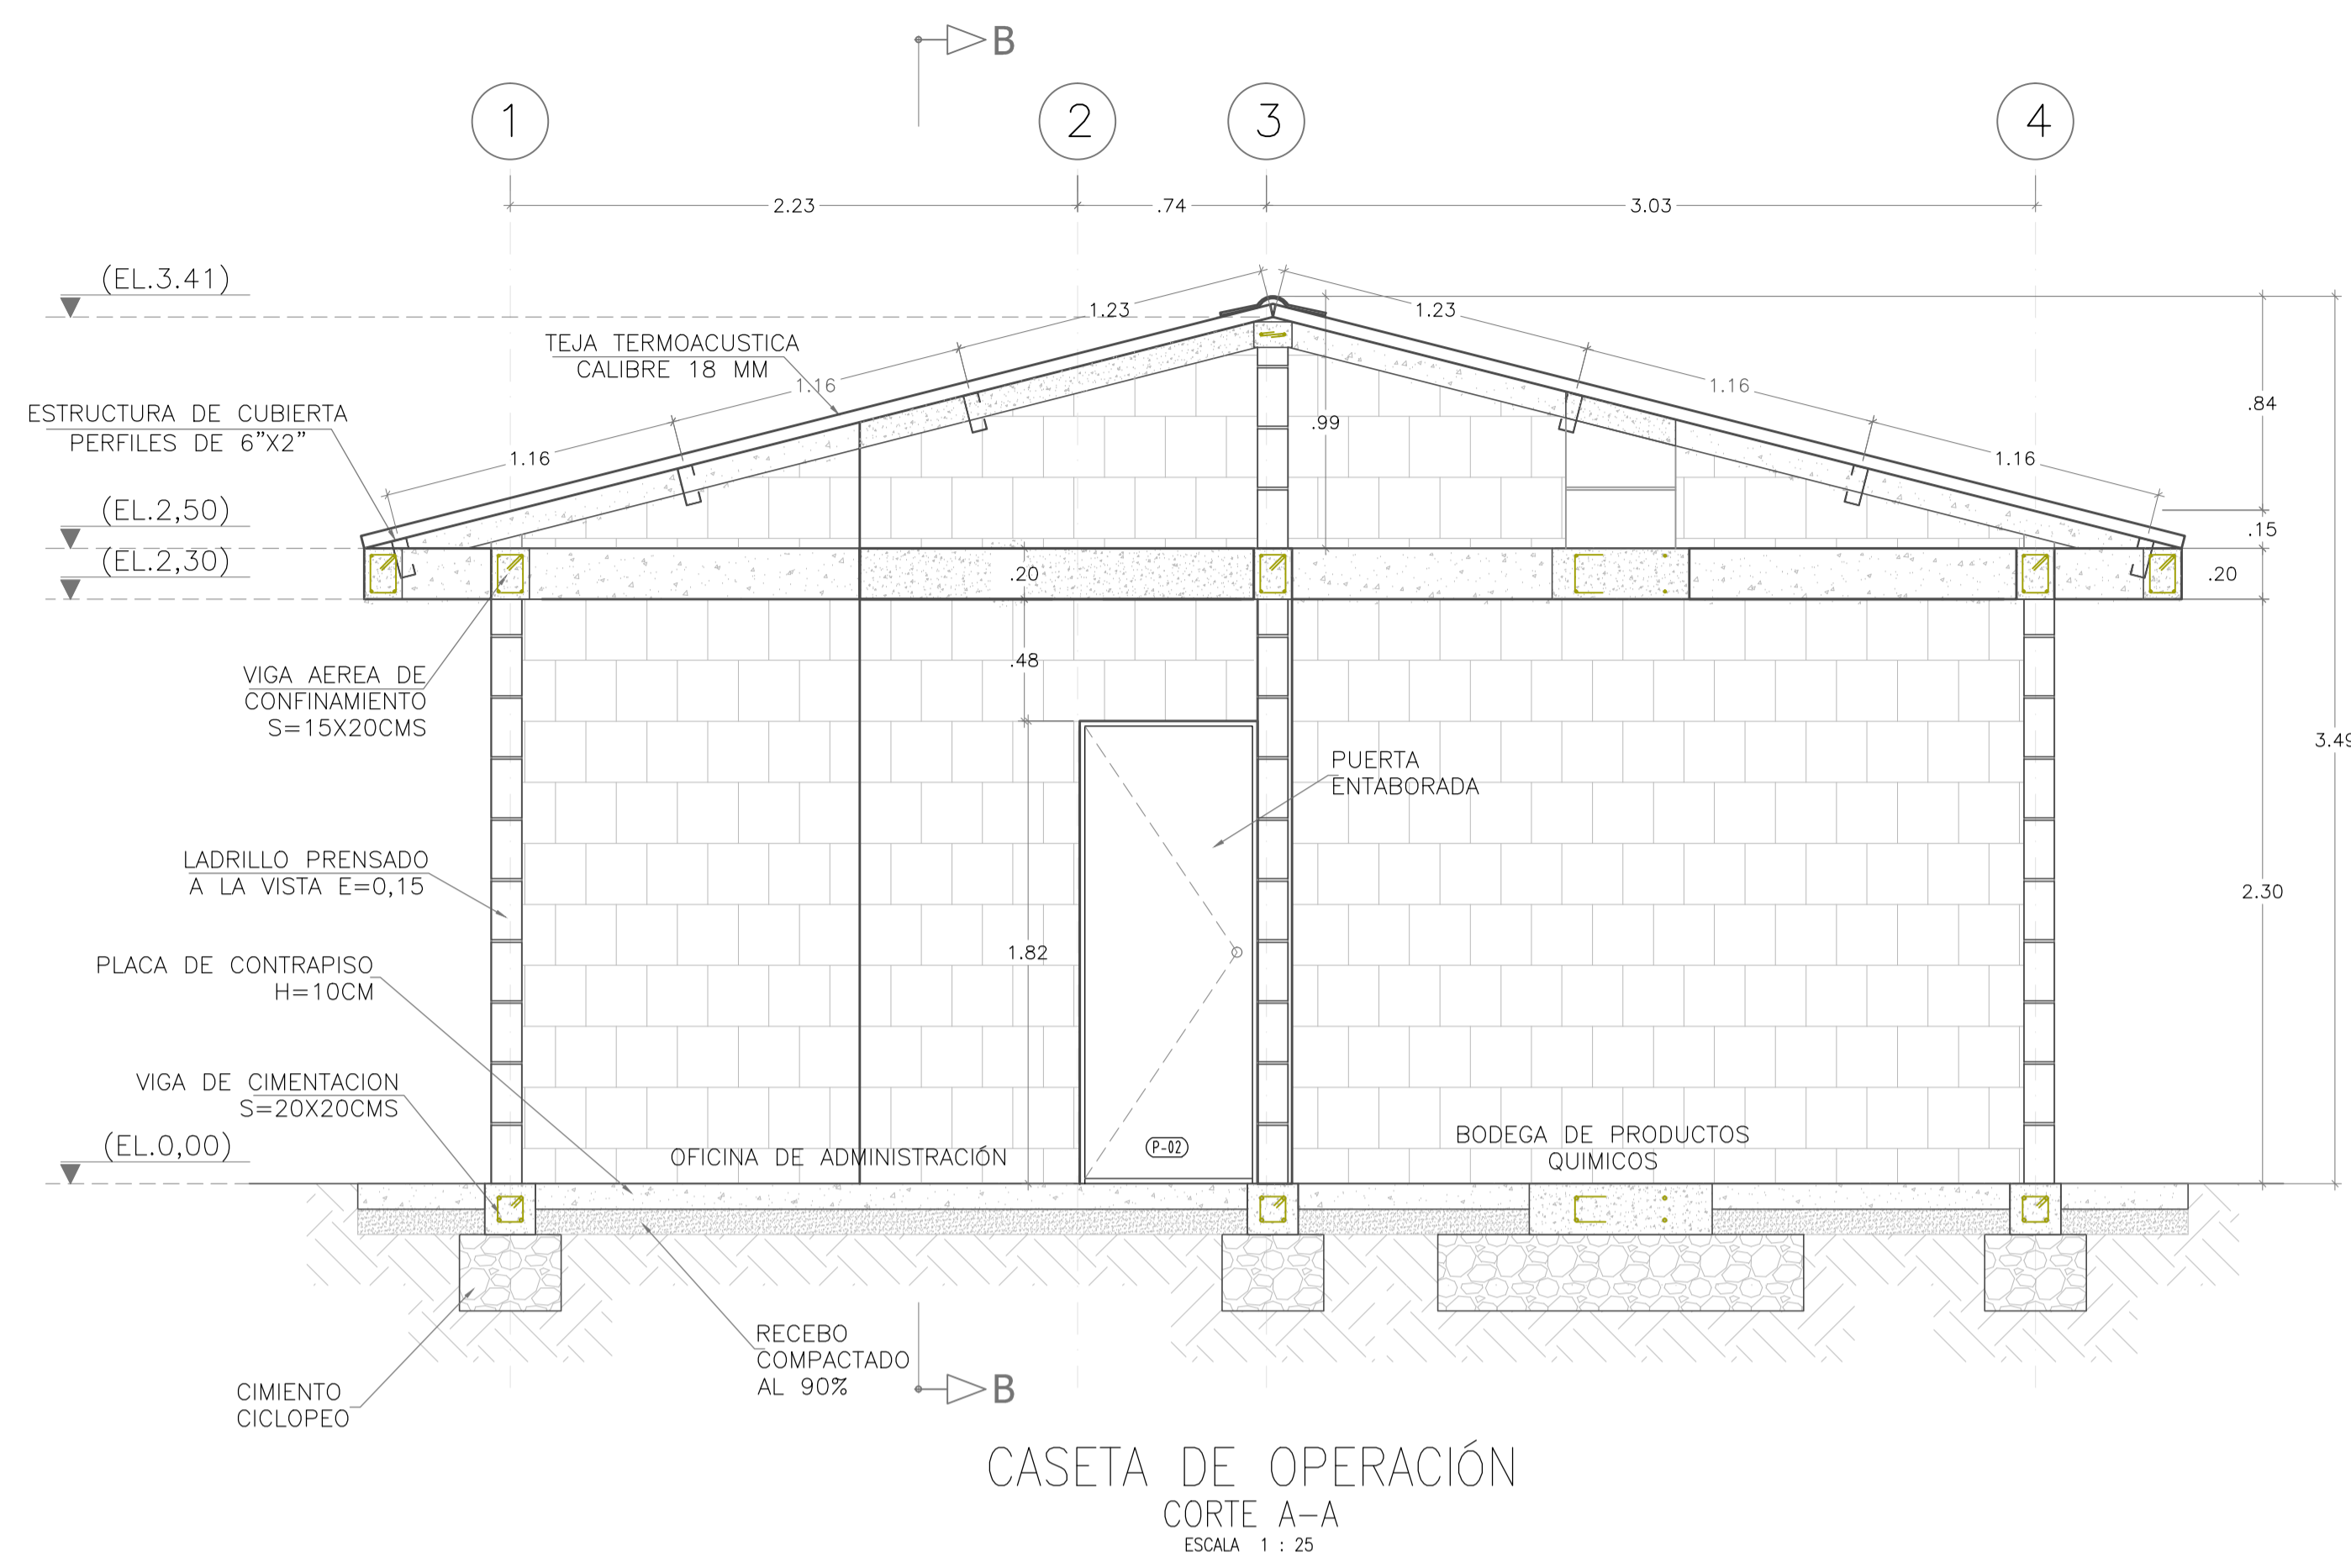 B
1
2
3
4
2.23
.74
3.03
(EL.3.41)
1.23
1.23
TEJA TERMOACUSTICA
CALIBRE 18 MM
1.16
1.16
.84
ESTRUCTURA DE CUBIERTA
PERFILES DE 6”X2”
.99
1.16
1.16
(EL.2,50)
.15
(EL.2,30)
.20
.20
.48
VIGA AEREA DE
CONFINAMIENTO
S=15X20CMS
3.49
PUERTA
ENTABORADA
LADRILLO PRENSADO
A LA VISTA E=0,15
2.30
1.82
PLACA DE CONTRAPISO
H=10CM
VIGA DE CIMENTACION
S=20X20CMS
(EL.0,00)
OFICINA DE ADMINISTRACIÓN
P-02
BODEGA DE PRODUCTOS
QUIMICOS
RECEBO
COMPACTADO
AL 90%
B
CIMIENTO
CICLOPEO
CASETA DE OPERACIÓN
CORTE A-A
ESCALA 1 : 25